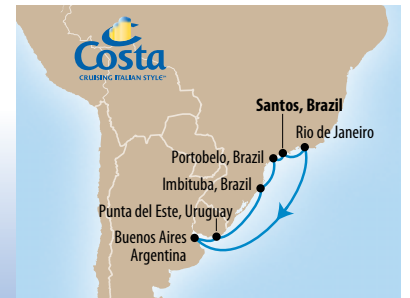 Costa
CRUISING ITALIAN STYLE™
Santos, Brazil
Rio de Janeiro
Portobelo, Brazil
Imbituba, Brazil
Punta del Este, Uruguay
Buenos Aires
Argentina